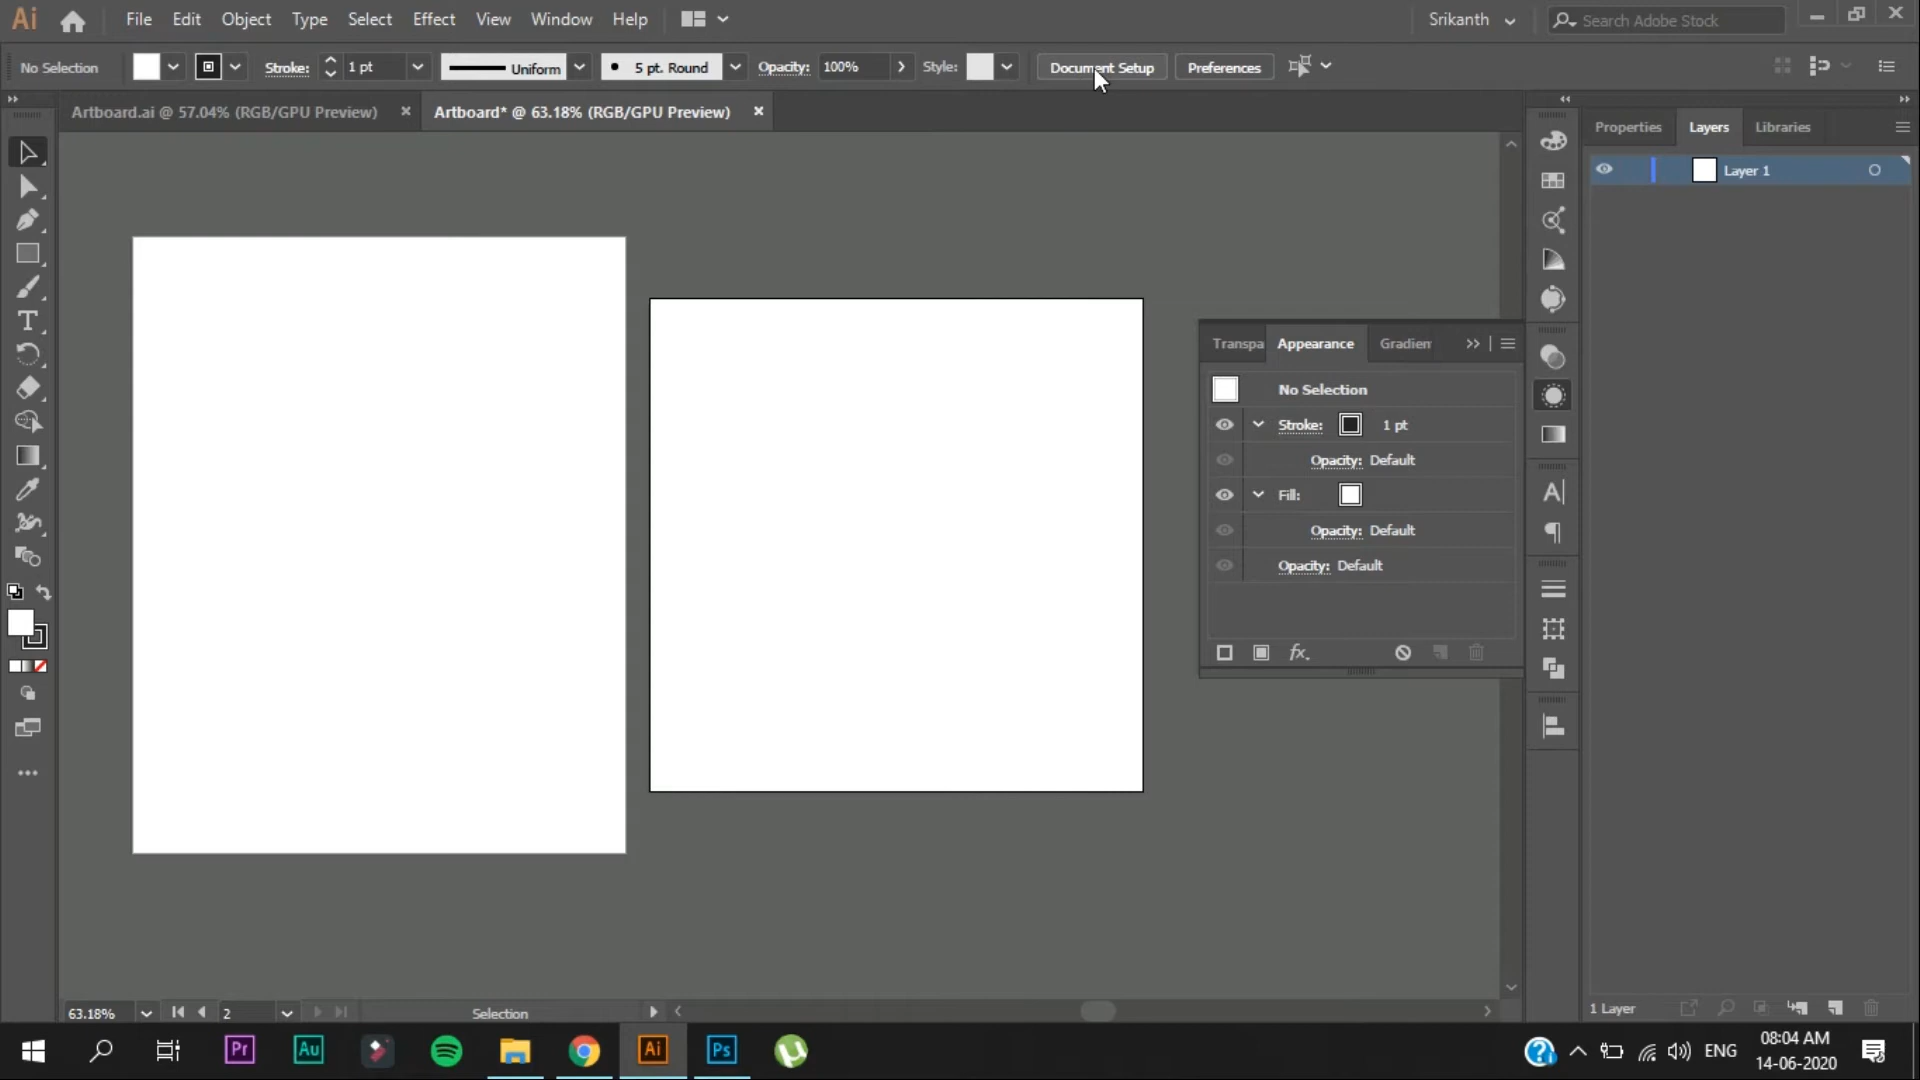 Ai File Edit Object Type Select Effect View Window Help Srikanth Search Adobe Stock
No Selection Stroke: 1 pt Uniform 5 pt. Round Opacity: 100% Style: Document Setup Preferences
Artboard.ai @ 57.04% (RGB/GPU Preview) Artboard* @ 63.18% (RGB/GPU Preview)
Properties Layers Libraries
Layer 1
Transpa Appearance Gradien
No Selection
Stroke: 1 pt
Opacity: Default
Fill:
Opacity: Default
Opacity: Default
fx.
63.18% 2 Selection
1 Layer
Pr Au Ai Ps ENG 08:04 AM
14-06-2020